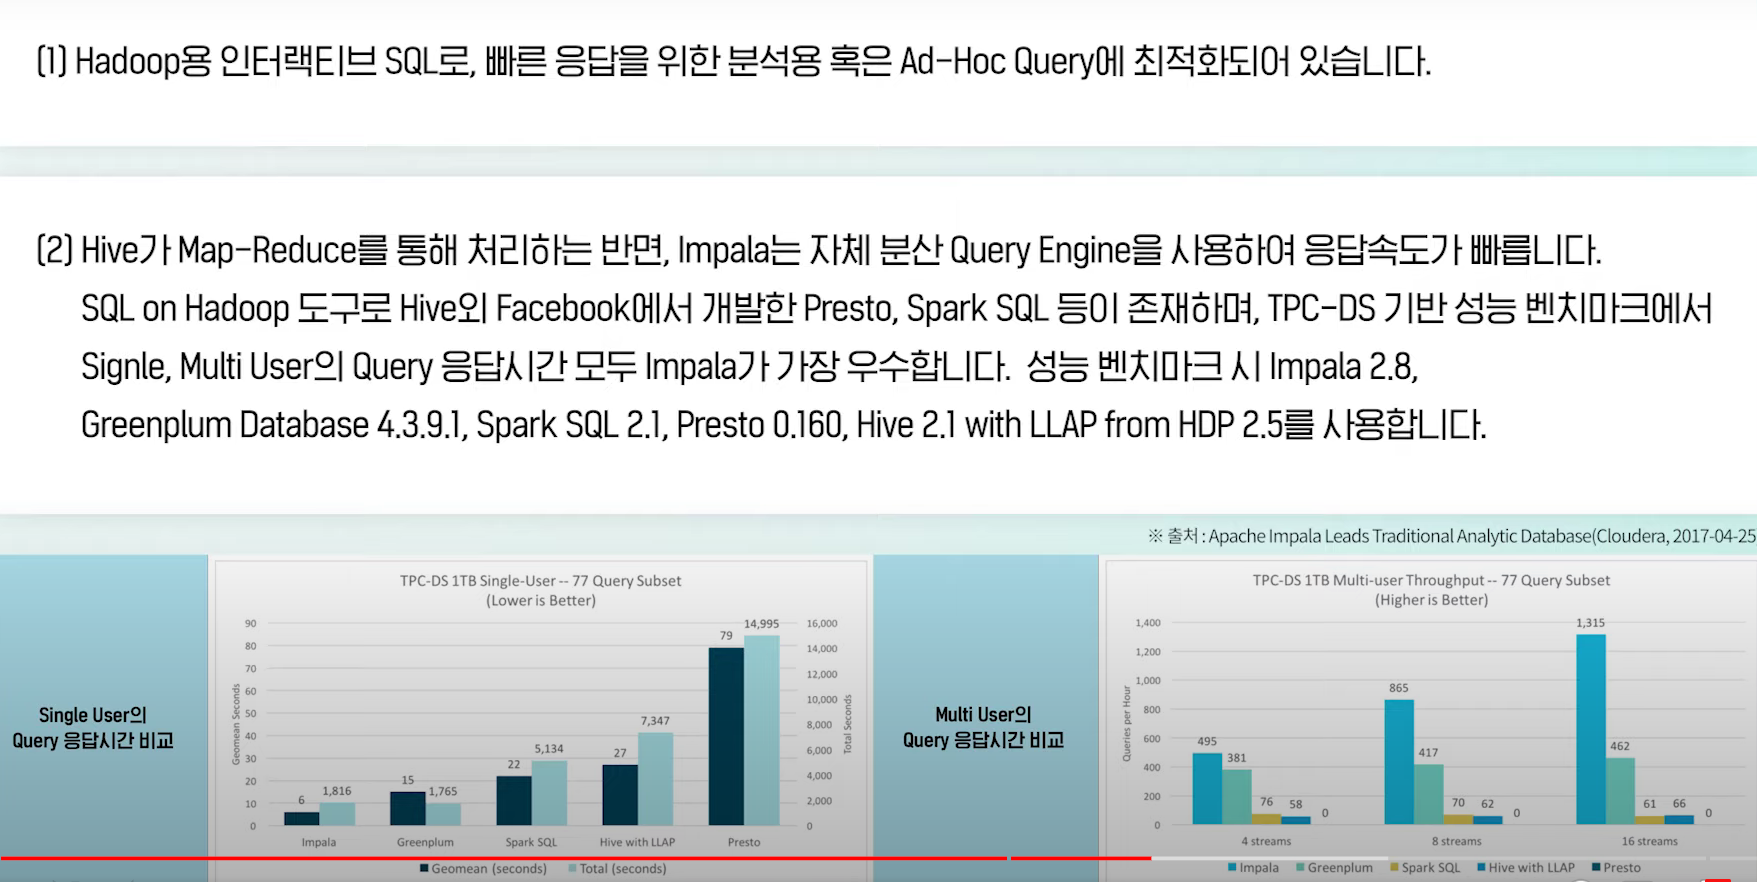 (1) Hadoop용 인터랙티브 SQL로, 빠른 응답을 위한 분석용 혹은 Ad-Hoc Query에 최적화되어 있습니다.
(2) Hive가 Map-Reduce를 통해 처리하는 반면, Impala는 자체 분산 Query Engine을 사용하여 응답속도가 빠릅니다.
SQL on Hadoop 도구로 Hive외 Facebook에서 개발한 Presto, Spark SQL 등이 존재하며, TPC-DS 기반 성능 벤치마크에서
Signle, Multi User의 Query 응답시간 모두 Impala가 가장 우수합니다. 성능 벤치마크 시 Impala 2.8,
Greenplum Database 4.3.9.1, Spark SQL 2.1, Presto 0.160, Hive 2.1 with LLAP from HDP 2.5를 사용합니다.
※ 출처 : Apache Impala Leads Traditional Analytic Database(Cloudera, 2017-04-25
Single User의
Query 응답시간 비교
TPC-DS 1TB Single-User -- 77 Query Subset
(Lower is Better)
Geomean Seconds
90
80
70
60
50
40
30
20
10
0
6
1,816
15
1,765
22
5,134
27
7,347
79
14,995
16,000
14,000
12,000
10,000
8,000
6,000
4,000
2,000
0
Total Seconds
Impala
Greenplum
Spark SQL
Hive with LLAP
Presto
Geomean (seconds)
Total (seconds)
Multi User의
Query 응답시간 비교
TPC-DS 1TB Multi-user Throughput -- 77 Query Subset
(Higher is Better)
Queries per Hour
1,400
1,200
1,000
800
600
400
200
0
495
381
76
58
0
865
417
70
62
0
1,315
462
61
66
0
4 streams
8 streams
16 streams
Impala
Greenplum
Spark SQL
Hive with LLAP
Presto